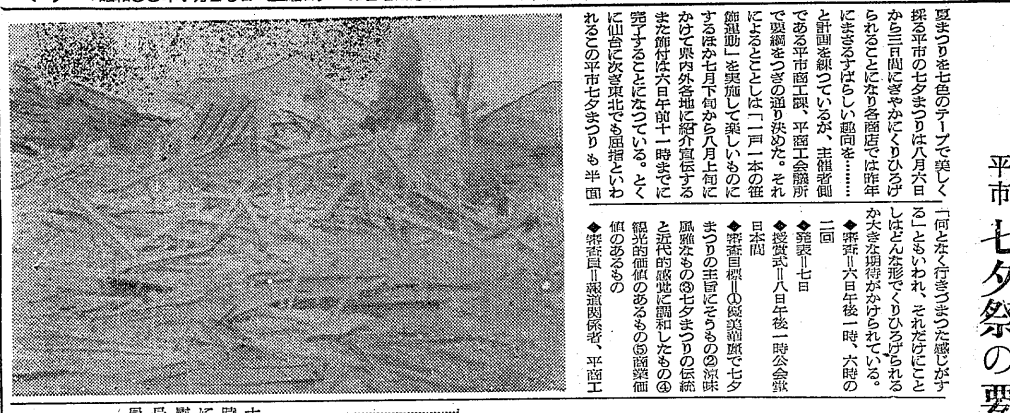 平市七夕祭の要
夏まつりを七色のテープで美しく
採る平市の七夕まつりは八月六日
から三日間にぎやかにくりひろげ
られることになり各商店では昨年
にまさるすばらしい趣向を………
と計画を練つているが、主催者側
である平市商工課、平商工会議所
で要綱をつぎの通り決めた。それ
によるとことしは「一戸一本の笹
飾運動」を実施して楽しいものに
するほか七月下旬から八月上旬に
かけて県内外各地に紹介宣伝する
また飾付は六日午前十一時までに
完了することになつている。とく
に仙台に次ぎ東北でも屈指といわ
れるこの平市七夕まつりも半面
「何となく行きづまつた感じがす
る」ともいわれ、それだけにこと
しはどんな形でくりひろげられる
か大きな期待がかけられている。
◆審査=六日午後一時、六時の
二回
◆発表=七日
◆授賞式=八日午後一時公会堂
日本間
◆審査目標=①優美華麗で七夕
まつりの主旨にそうもの②涼味
風雅なもの③七夕まつりの伝統
と近代的感覚に調和したもの④
観光的価値のあるもの⑤商業価
値のあるもの
◆審査員=報道関係者、平商工